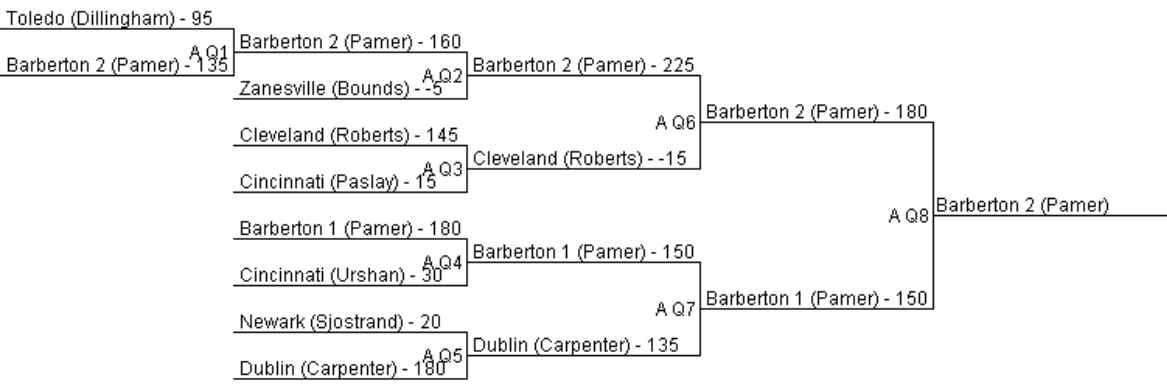 Toledo (Dillingham) - 95
A Q1
Barberton 2 (Pamer) - 135
Barberton 2 (Pamer) - 160
A Q2
Zanesville (Bounds) - -5
Cleveland (Roberts) - 145
A Q3
Cincinnati (Paslay) - 15
Barberton 1 (Pamer) - 180
A Q4
Cincinnati (Urshan) - 30
Newark (Sjostrand) - 20
A Q5
Dublin (Carpenter) - 180
Barberton 2 (Pamer) - 225
A Q6
Cleveland (Roberts) - -15
Barberton 1 (Pamer) - 150
A Q7
Dublin (Carpenter) - 135
Barberton 2 (Pamer) - 180
A Q8
Barberton 1 (Pamer) - 150
Barberton 2 (Pamer)